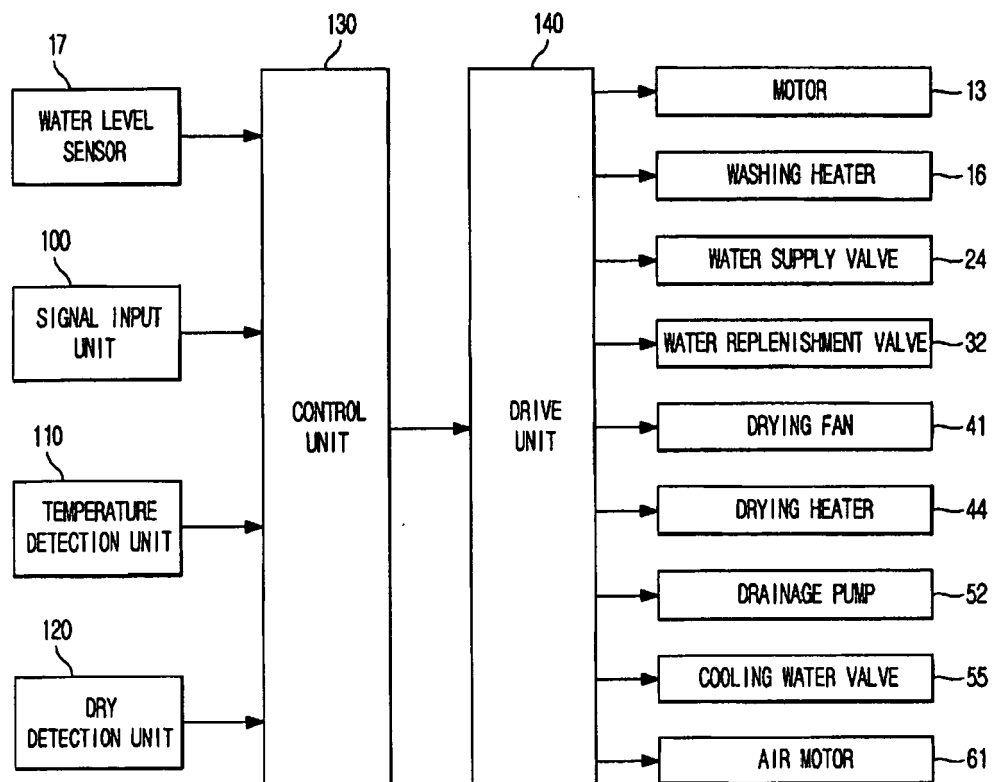 130
140
17
WATER LEVEL
SENSOR
100
SIGNAL INPUT
UNIT
110
TEMPERATURE
DETECTION UNIT
120
DRY
DETECTION UNIT
CONTROL
UNIT
DRIVE
UNIT
MOTOR 13
WASHING HEATER 16
WATER SUPPLY VALVE 24
WATER REPLENISHMENT VALVE 32
DRYING FAN 41
DRYING HEATER 44
DRAINAGE PUMP 52
COOLING WATER VALVE 55
AIR MOTOR 61